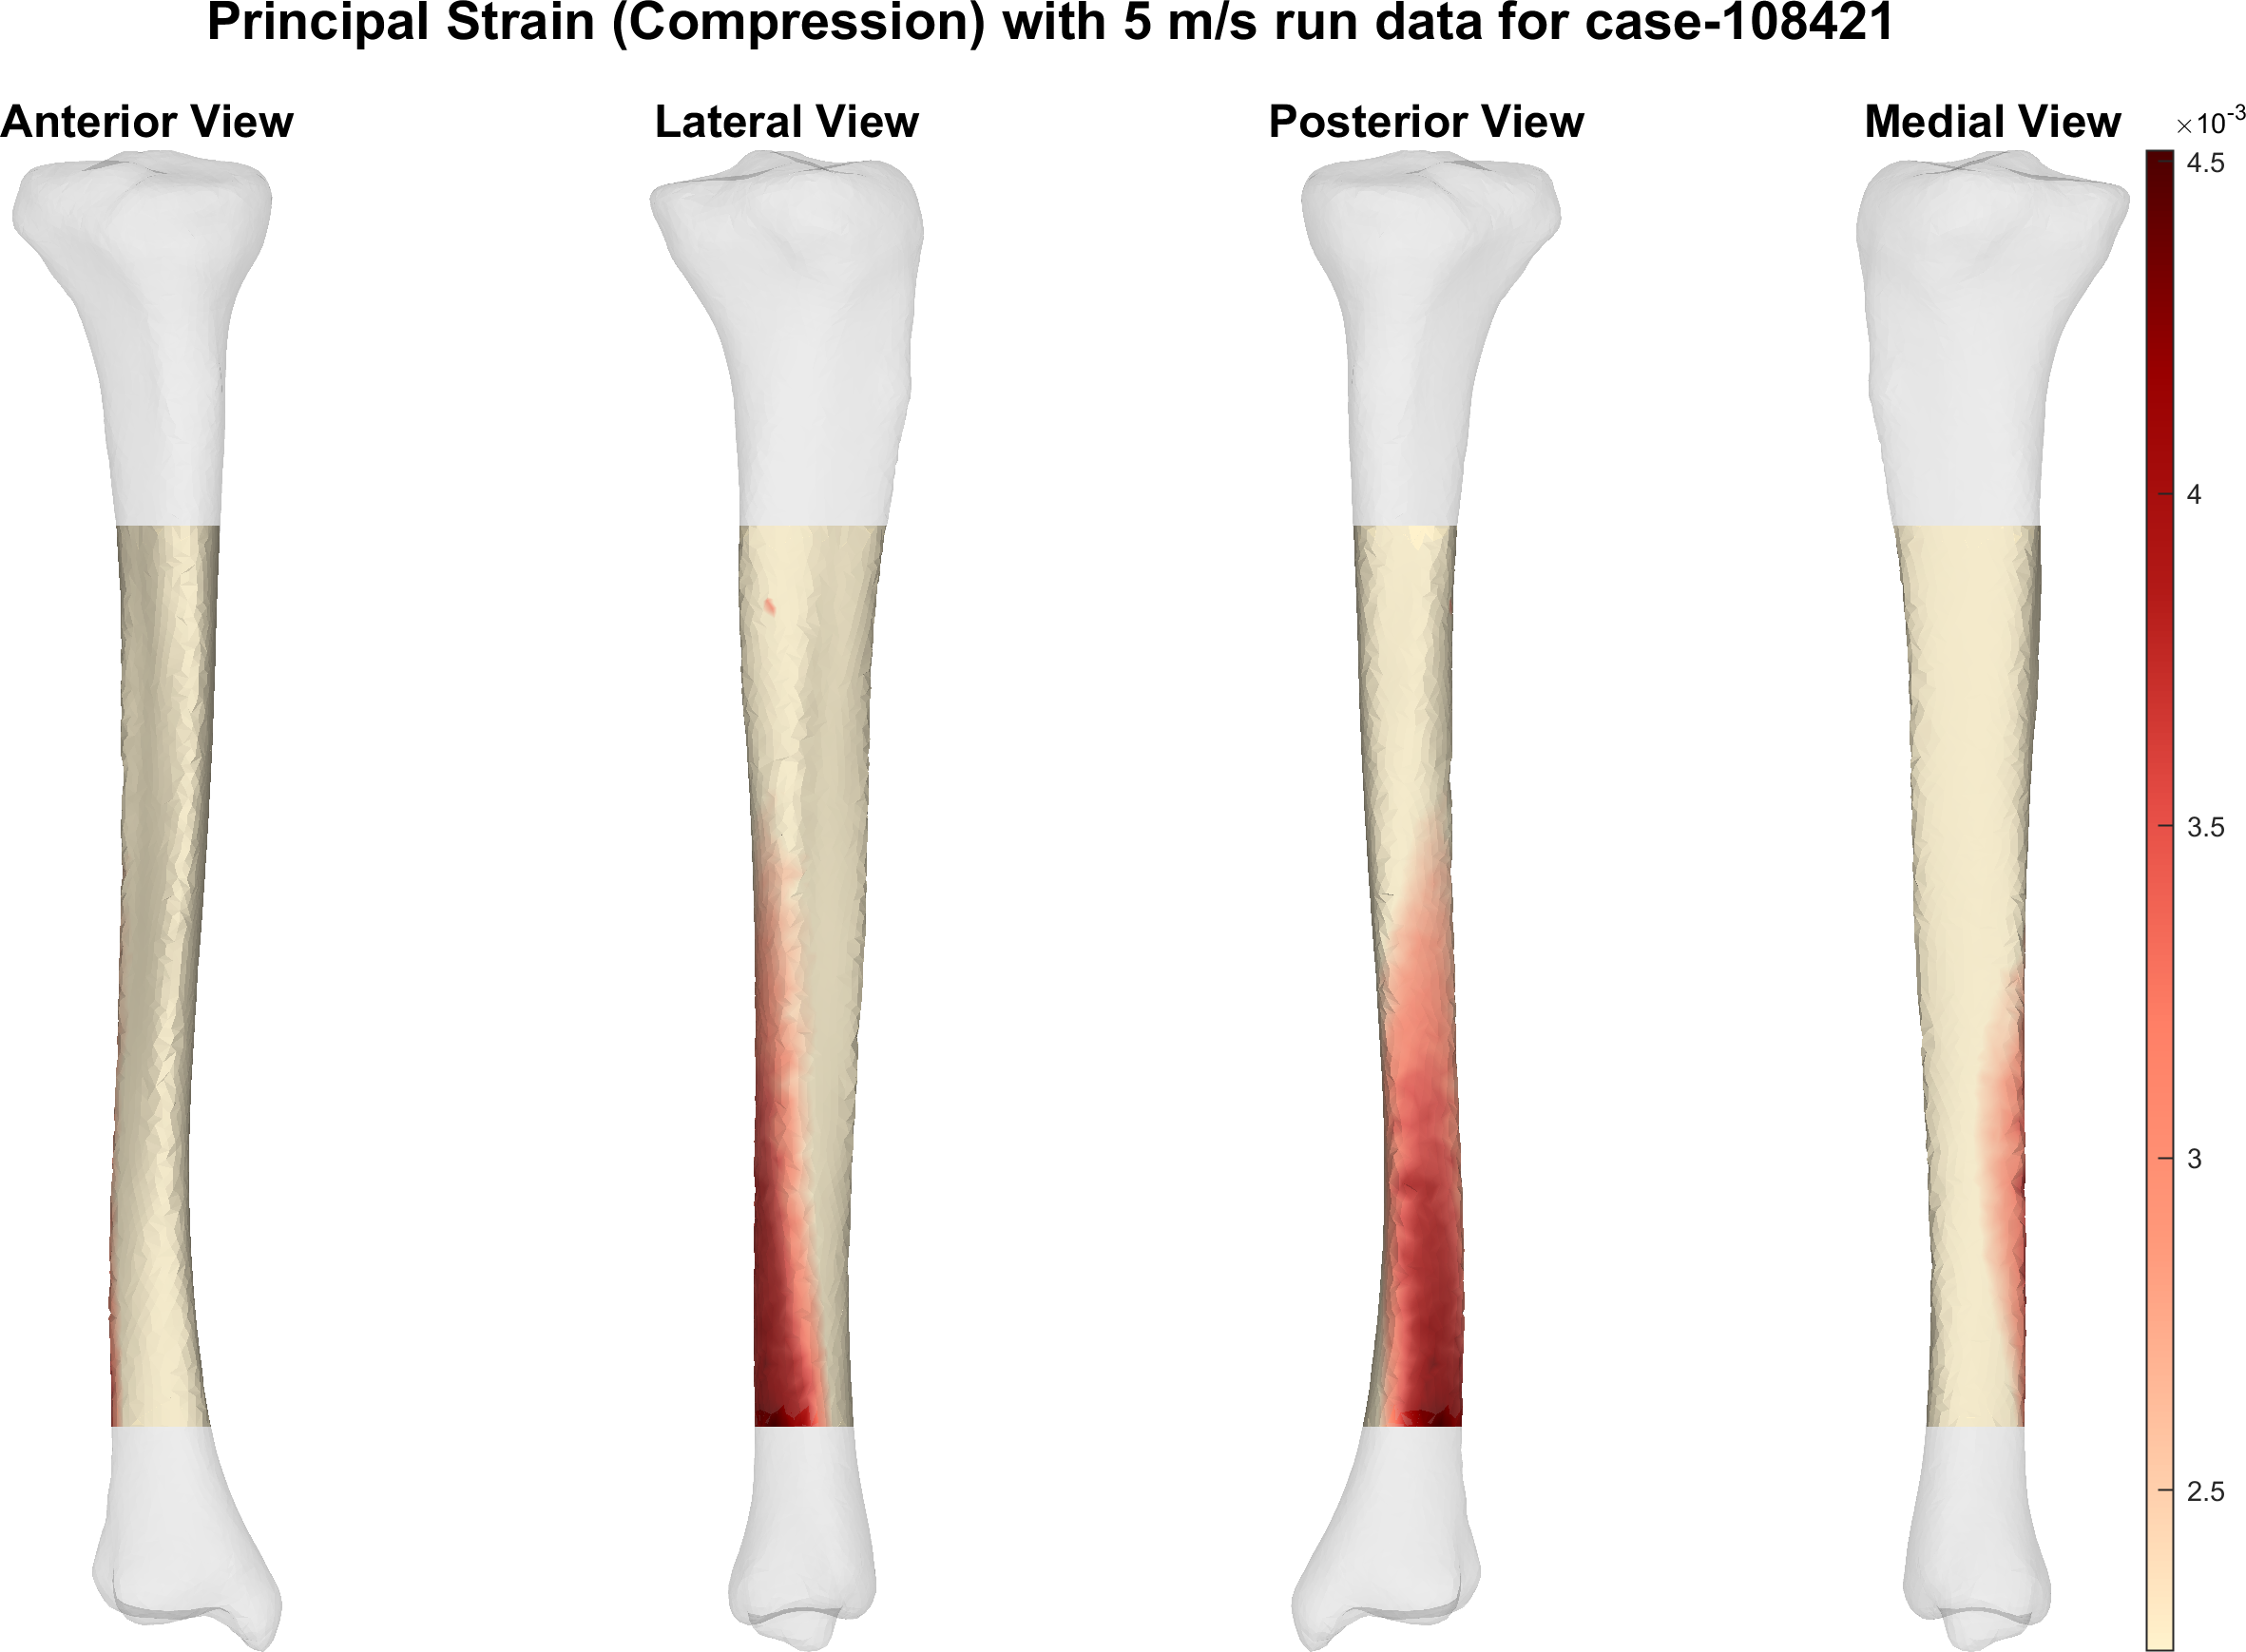 Principal Strain (Compression) with 5 m/s run data for case-108421
Anterior View
Lateral View
Posterior View
Medial View
×10-3
4.5
4
3.5
3
2.5